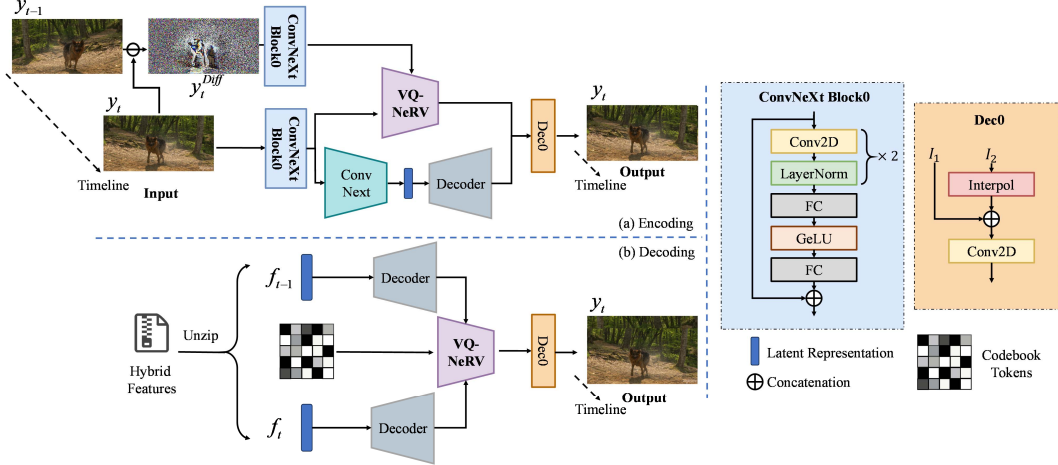 y_{t-1}
y_t^{Diff}
ConvNeXt
Block0
VQ-
NeRV
y_t
ConvNeXt
Block0
Conv
Next
Decoder
Dec0
y_t
Timeline
Input
Timeline
Output
(a) Encoding
(b) Decoding
Hybrid
Features
Unzip
f_{t-1}
Decoder
VQ-
NeRV
Dec0
y_t
Timeline
Output
f_t
Decoder
ConvNeXt Block0
Conv2D
LayerNorm
× 2
FC
GeLU
FC
Dec0
I_1
I_2
Interpol
Conv2D
Latent Representation
Concatenation
Codebook
Tokens